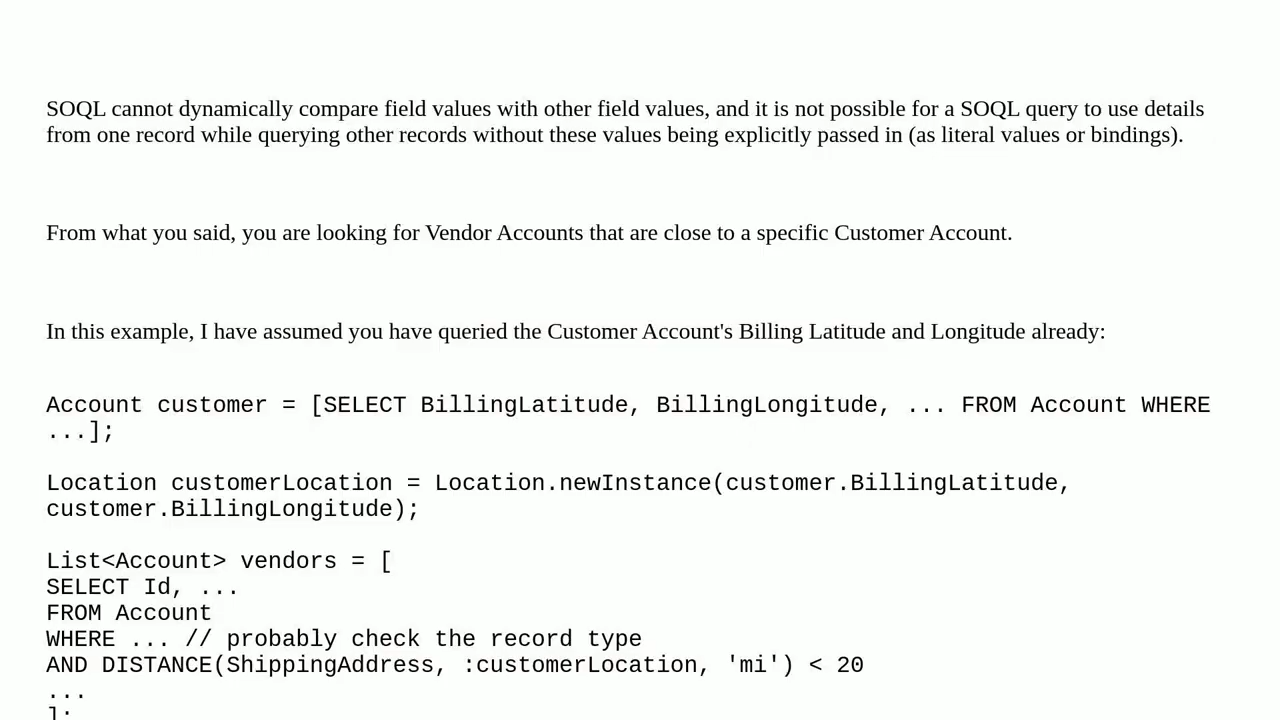 SOQL cannot dynamically compare field values with other field values, and it is not possible for a SOQL query to use details
from one record while querying other records without these values being explicitly passed in (as literal values or bindings).
From what you said, you are looking for Vendor Accounts that are close to a specific Customer Account.
In this example, I have assumed you have queried the Customer Account's Billing Latitude and Longitude already:
Account customer = [SELECT BillingLatitude, BillingLongitude, ... FROM Account WHERE
...];
Location customerLocation = Location.newInstance(customer.BillingLatitude,
customer.BillingLongitude);
List<Account> vendors = [
SELECT Id, ...
FROM Account
WHERE ... // probably check the record type
AND DISTANCE(ShippingAddress, :customerLocation, 'mi') < 20
...
];